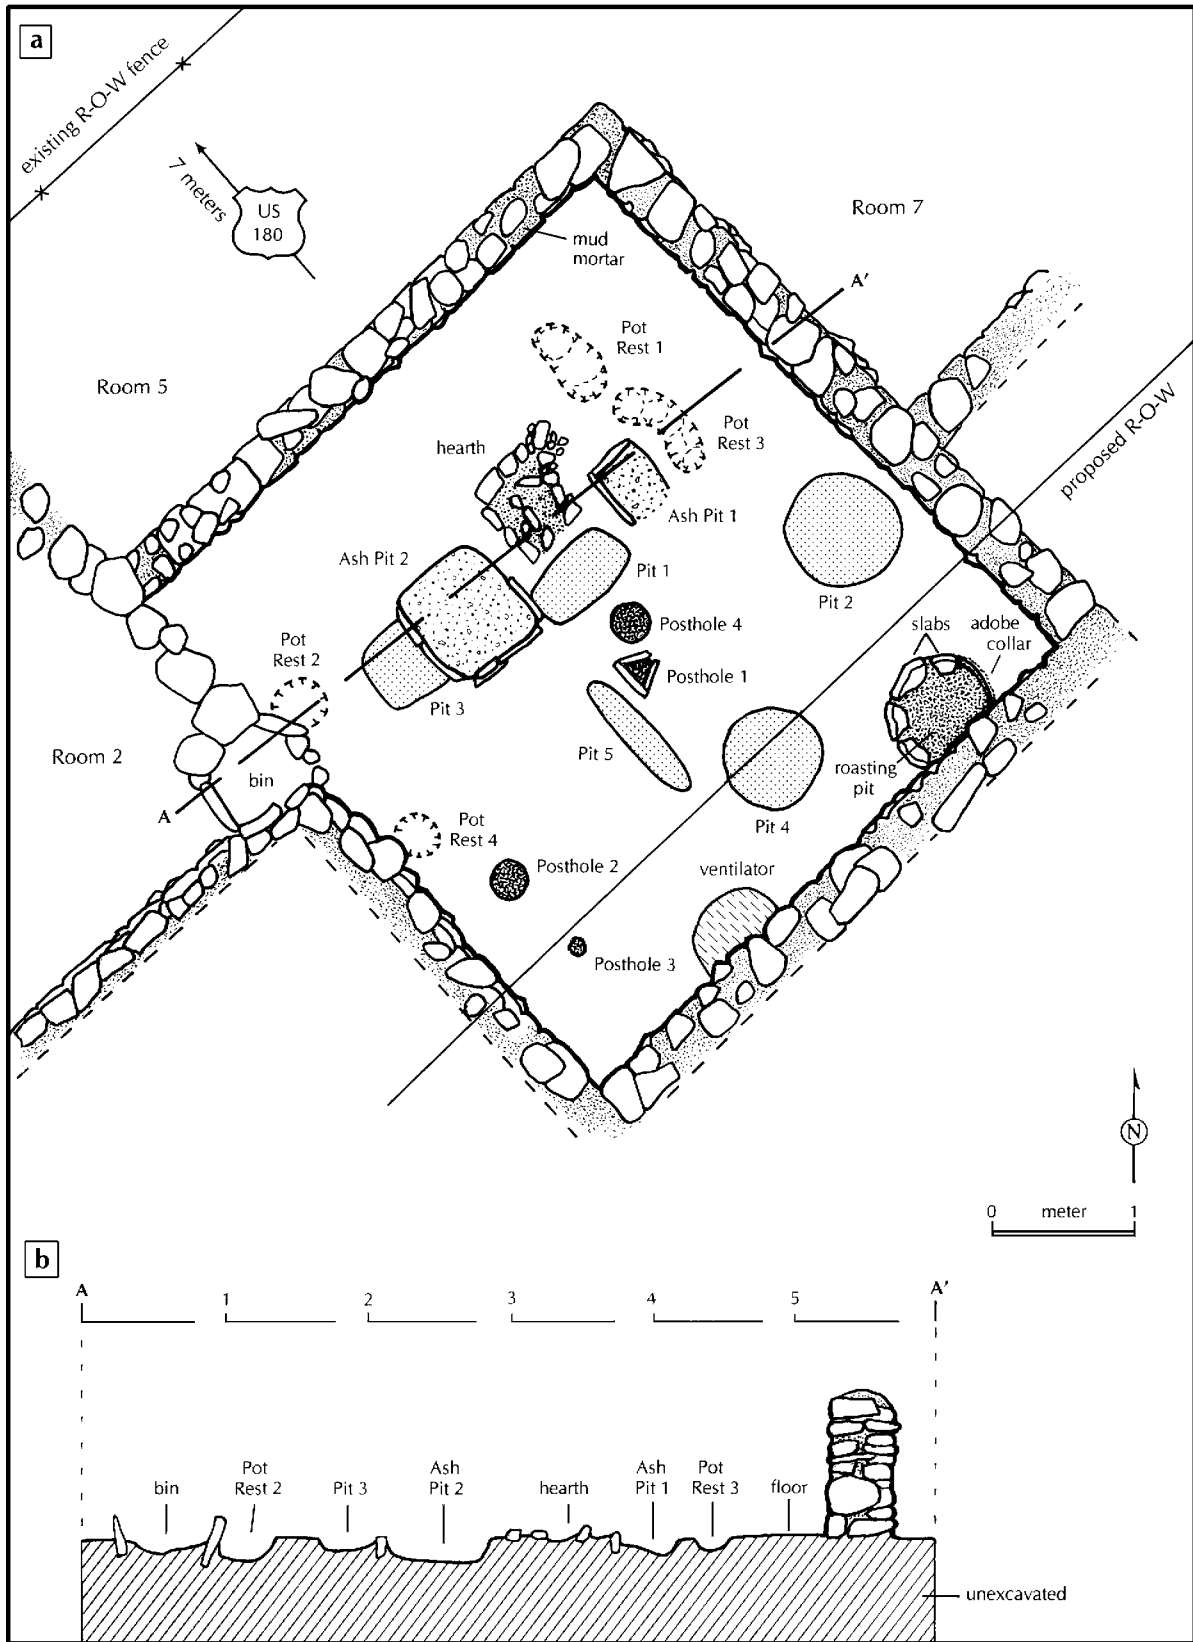 a
existing R-O-W fence
7 meters
US
180
Room 7
mud
mortar
A′
Pot
Rest 1
Room 5
proposed R-O-W
hearth
Pot
Rest 3
Ash Pit 1
Ash Pit 2
Pit 1
Pit 2
Posthole 4
slabs
adobe
collar
Pot
Rest 2
Posthole 1
Pit 3
Room 2
bin
Pit 5
roasting
pit
A
Pot
Rest 4
Pit 4
Posthole 2
ventilator
Posthole 3
N
0 meter 1
b
A 1 2 3 4 5 A′
bin
Pot
Rest 2
Pit 3
Ash
Pit 2
hearth
Ash
Pit 1
Pot
Rest 3
floor
unexcavated